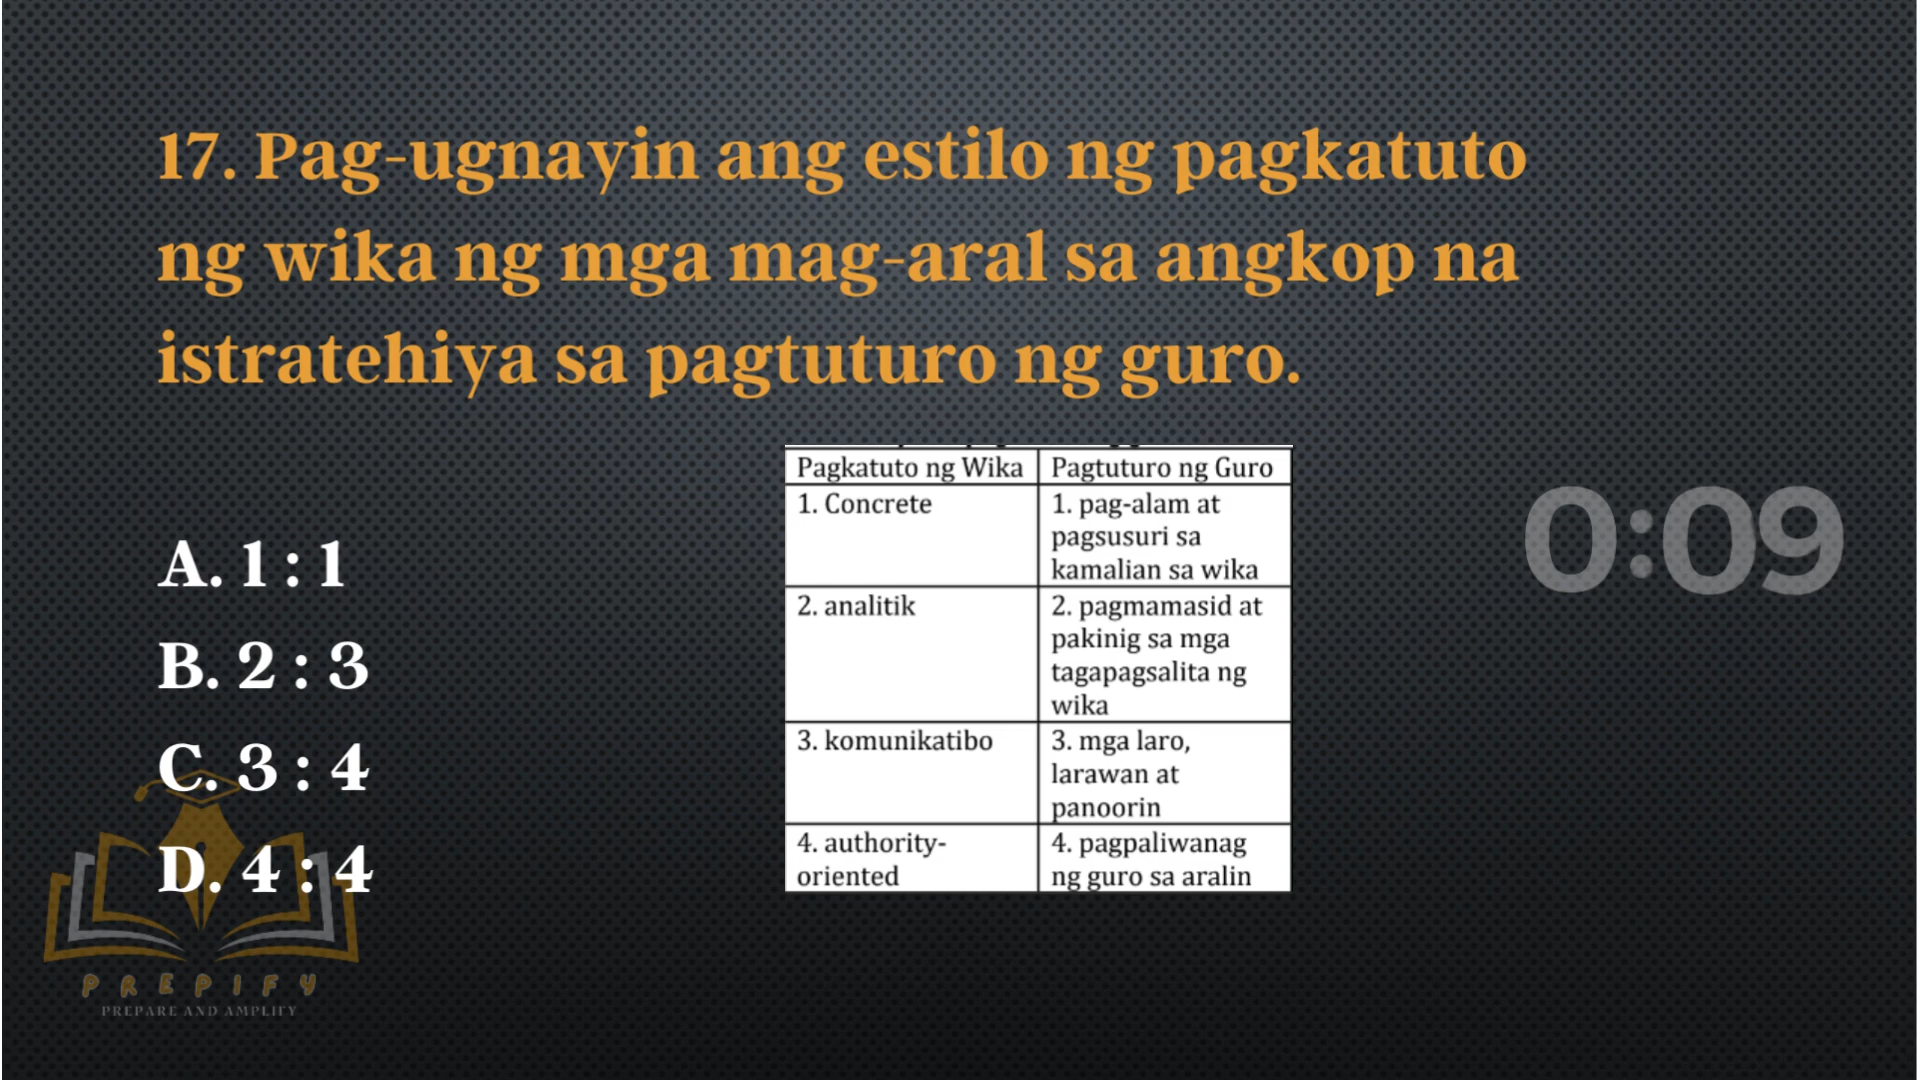 17. Pag-ugnayin ang estilo ng pagkatuto
ng wika ng mga mag-aral sa angkop na
istratehiya sa pagtuturo ng guro.
A. 1 : 1
B. 2 : 3
C. 3 : 4
D. 4 : 4
Pagkatuto ng Wika
Pagtuturo ng Guro
1. Concrete
1. pag-alam at
pagsusuri sa
kamalian sa wika
2. analitik
2. pagmamasid at
pakinig sa mga
tagapagsalita ng
wika
3. komunikatibo
3. mga laro,
larawan at
panoorin
4. authority-
oriented
4. pagpaliwanag
ng guro sa aralin
0:09
PREPIFY
PREPARE AND AMPLIFY